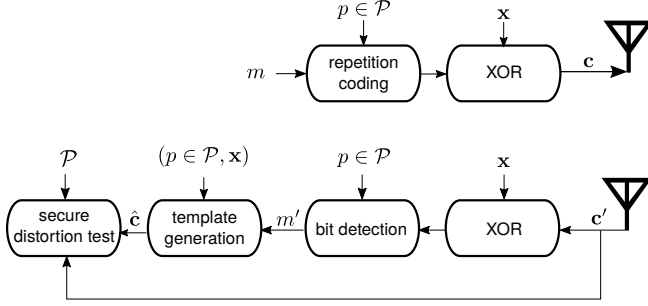 p ∈ 𝒫
x
m
repetition
coding
XOR
c
𝒫
(p ∈ 𝒫, x)
p ∈ 𝒫
x
secure
distortion test
ĉ
template
generation
m′
bit detection
XOR
c′